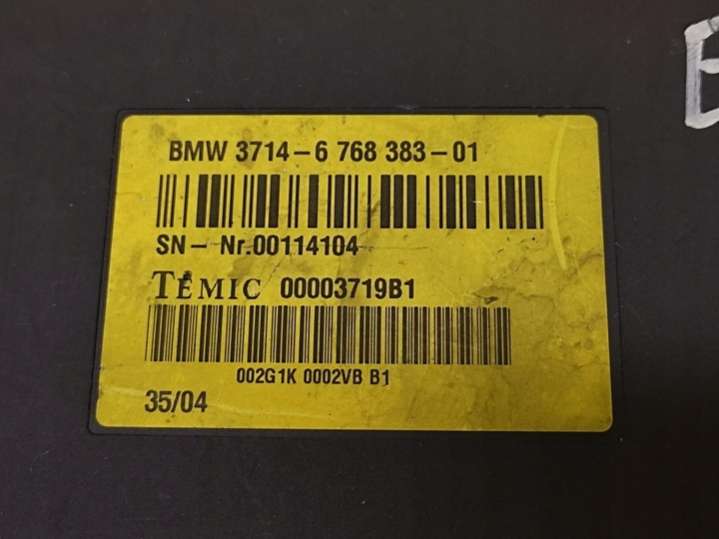 E
BMW 3714-6 768 383-01
SN- Nr.00114104
TEMIC 00003719B1
002G1K 0002VB B1
35/04